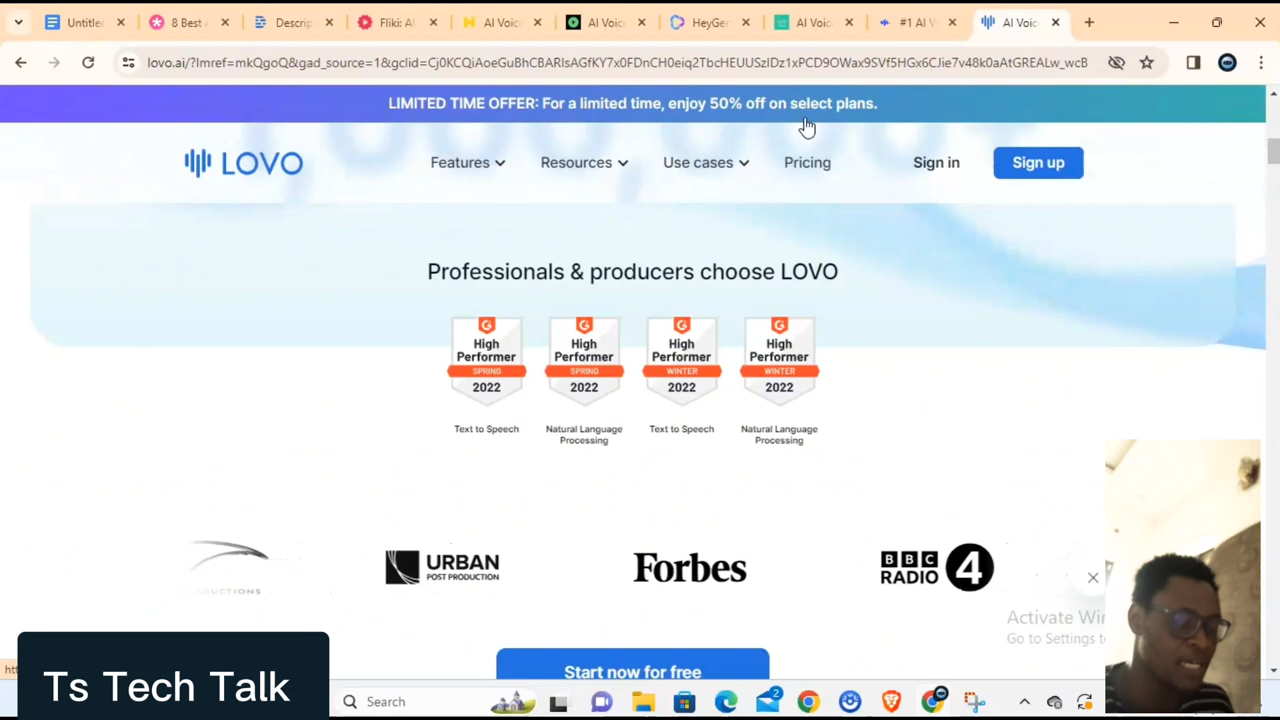 Untitle
8 Best
Descrip
Fliki: A
AI Voic
AI Voic
HeyGe
AI Voic
#1 AI V
AI Voic
lovo.ai/?lmref=mkQgoQ&gad_source=1&gclid=Cj0KCQiAoeGuBhCBARIsAGfKY7x0FDnCH0eiq2TbcHEUUSzIDz1xPCD9OWax9SVf5HGx6CJie7v48k0aAtGREALw_wcB
LIMITED TIME OFFER: For a limited time, enjoy 50% off on select plans.
LOVO
Features
Resources
Use cases
Pricing
Sign in
Sign up
Professionals & producers choose LOVO
High Performer SPRING 2022
High Performer SPRING 2022
High Performer WINTER 2022
High Performer WINTER 2022
Text to Speech
Natural Language Processing
Text to Speech
Natural Language Processing
URBAN
POST PRODUCTION
Forbes
BBC
RADIO 4
Activate Wi
Go to Settings t
Start now for free
Ts Tech Talk
Search
2